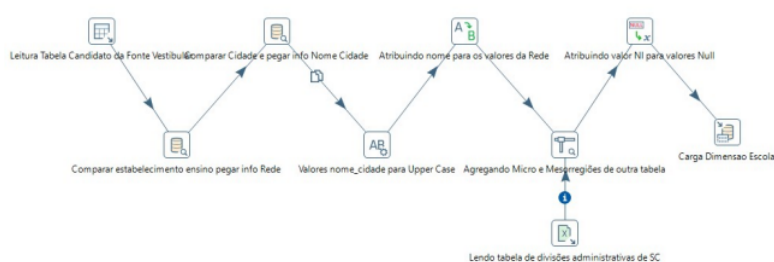 Leitura Tabela Candidato da Fonte Vestibular
Comparar Cidade e pegar info Nome Cidade
Atribuindo nome para os valores da Rede
Atribuindo valor NI para valores Null
Comparar estabelecimento ensino pegar info Rede
Valores nome_cidade para Upper Case
Agregando Micro e Mesorregiões de outra tabela
Carga Dimensao Escola
Lendo tabela de divisões administrativas de SC